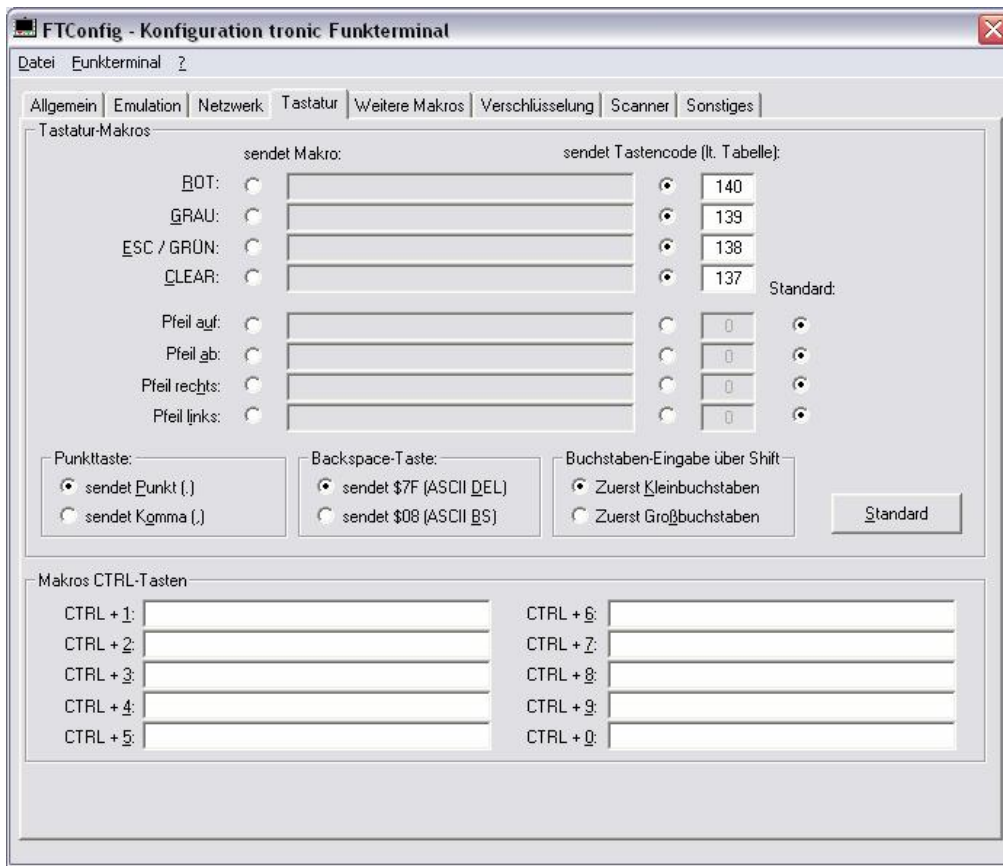 FTConfig - Konfiguration tronic Funkterminal
Datei Funkterminal ?
Allgemein Emulation Netzwerk Tastatur Weitere Makros Verschlüsselung Scanner Sonstiges
Tastatur-Makros
sendet Makro: sendet Tastencode (lt. Tabelle):
ROT: 140
GRAU: 139
ESC / GRÜN: 138
CLEAR: 137
Standard:
Pfeil auf: 0
Pfeil ab: 0
Pfeil rechts: 0
Pfeil links: 0
Punkttaste: Backspace-Taste: Buchstaben-Eingabe über Shift
sendet Punkt (.) sendet $7F (ASCII DEL) Zuerst Kleinbuchstaben
sendet Komma (,) sendet $08 (ASCII BS) Zuerst Großbuchstaben
Standard
Makros CTRL-Tasten
CTRL + 1: CTRL + 6:
CTRL + 2: CTRL + 7:
CTRL + 3: CTRL + 8:
CTRL + 4: CTRL + 9:
CTRL + 5: CTRL + 0: